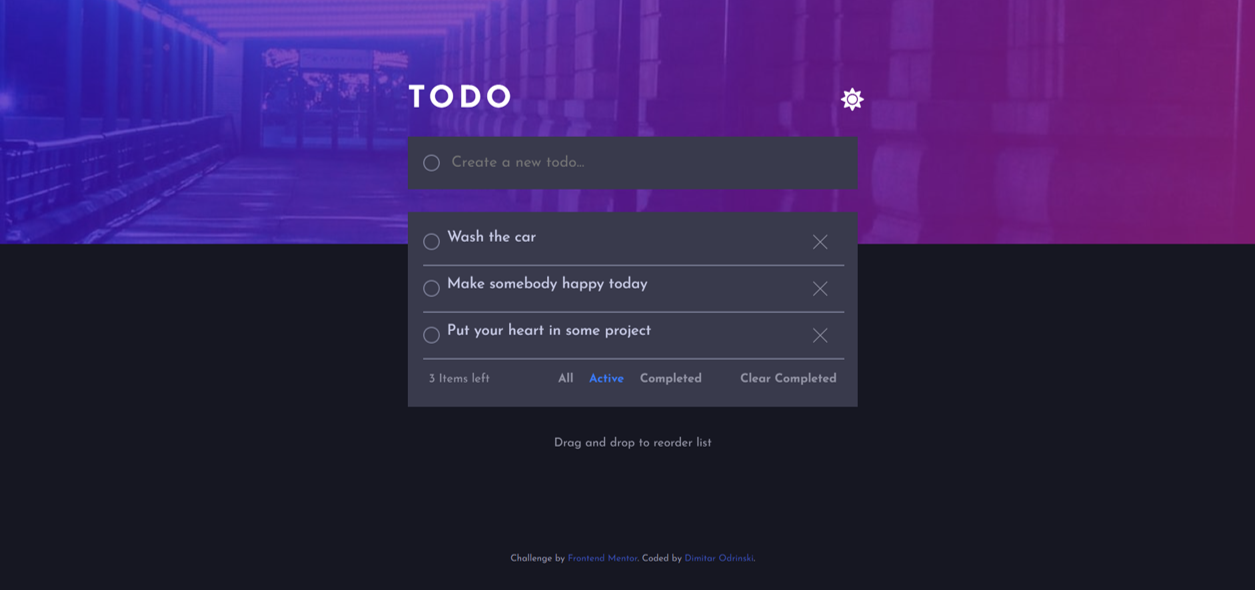 TODO
Create a new todo...
Wash the car
Make somebody happy today
Put your heart in some project
3 Items left All Active Completed Clear Completed
Drag and drop to reorder list
Challenge by Frontend Mentor. Coded by Dimitar Odrinski.